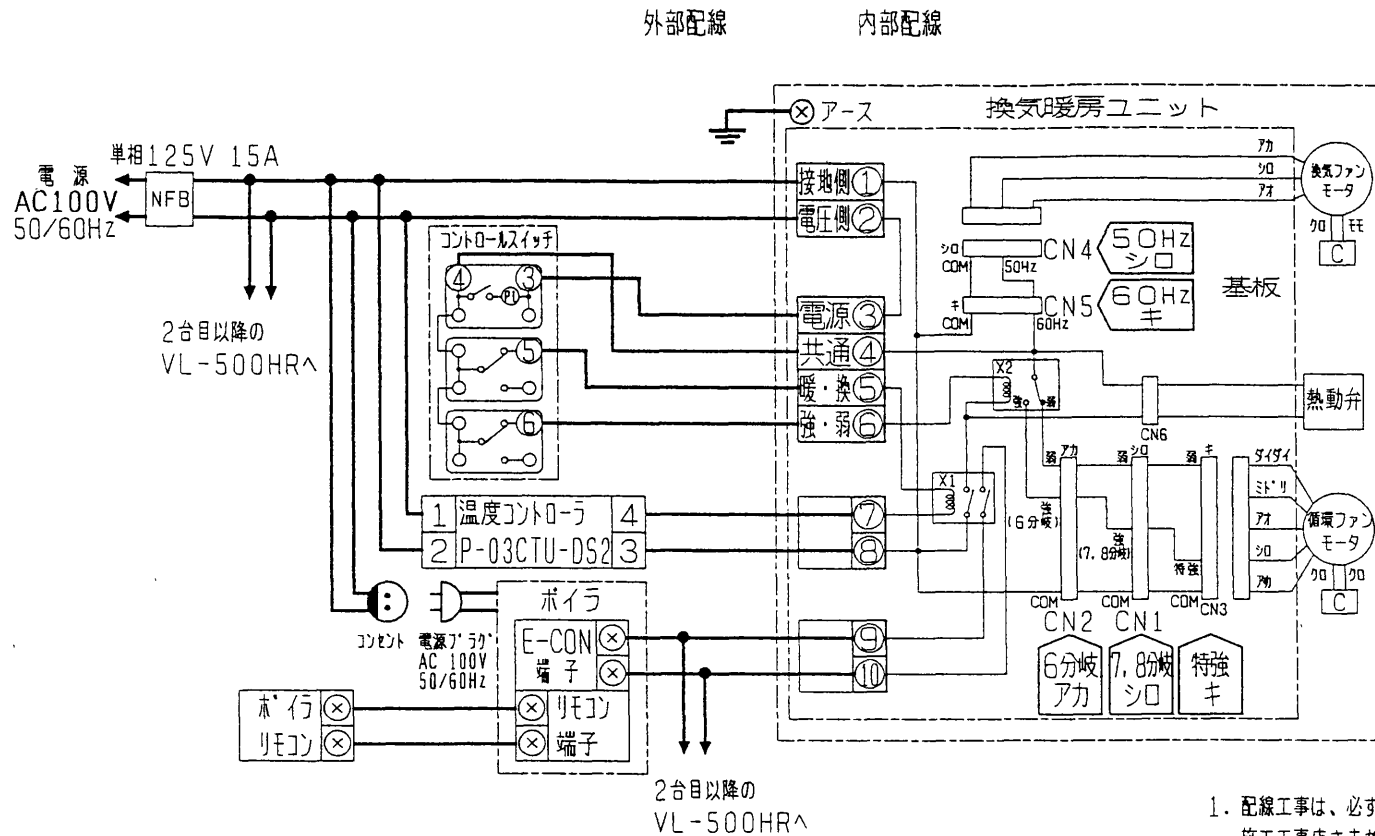 外部配線
内部配線
アース
換気暖房ユニット
単相125V 15A
電源
AC100V
50/60Hz
NFB
接地側①
電圧側②
アカ
シロ
アオ
換気ファン
モータ
クロ
モモ
C
コントロールスイッチ
④
③
P1
⑤
⑥
シロ
COM
50Hz
CN4
50Hz
シロ
キ
COM
60Hz
CN5
60Hz
キ
基板
2台目以降の
VL-500HRへ
電源③
共通④
暖・換⑤
強・弱⑥
X2
強
弱
CN6
熱動弁
X1
弱
アカ
弱
シロ
弱
キ
強
(6分岐)
強
(7,8分岐)
特強
ダイダイ
ミドリ
アオ
シロ
アカ
循環ファン
モータ
クロ
クロ
C
1
温度コントローラ
4
2
P-03CTU-DS2
3
⑦
⑧
COM
COM
COM
CN3
CN2
CN1
6分岐
アカ
7,8分岐
シロ
特強
キ
コンセント
電源プラグ
AC 100V
50/60Hz
ボイラ
E-CON
端子
リモコン
端子
⑨
⑩
ボイラ
リモコン
2台目以降の
VL-500HRへ
1. 配線工事は、必ず